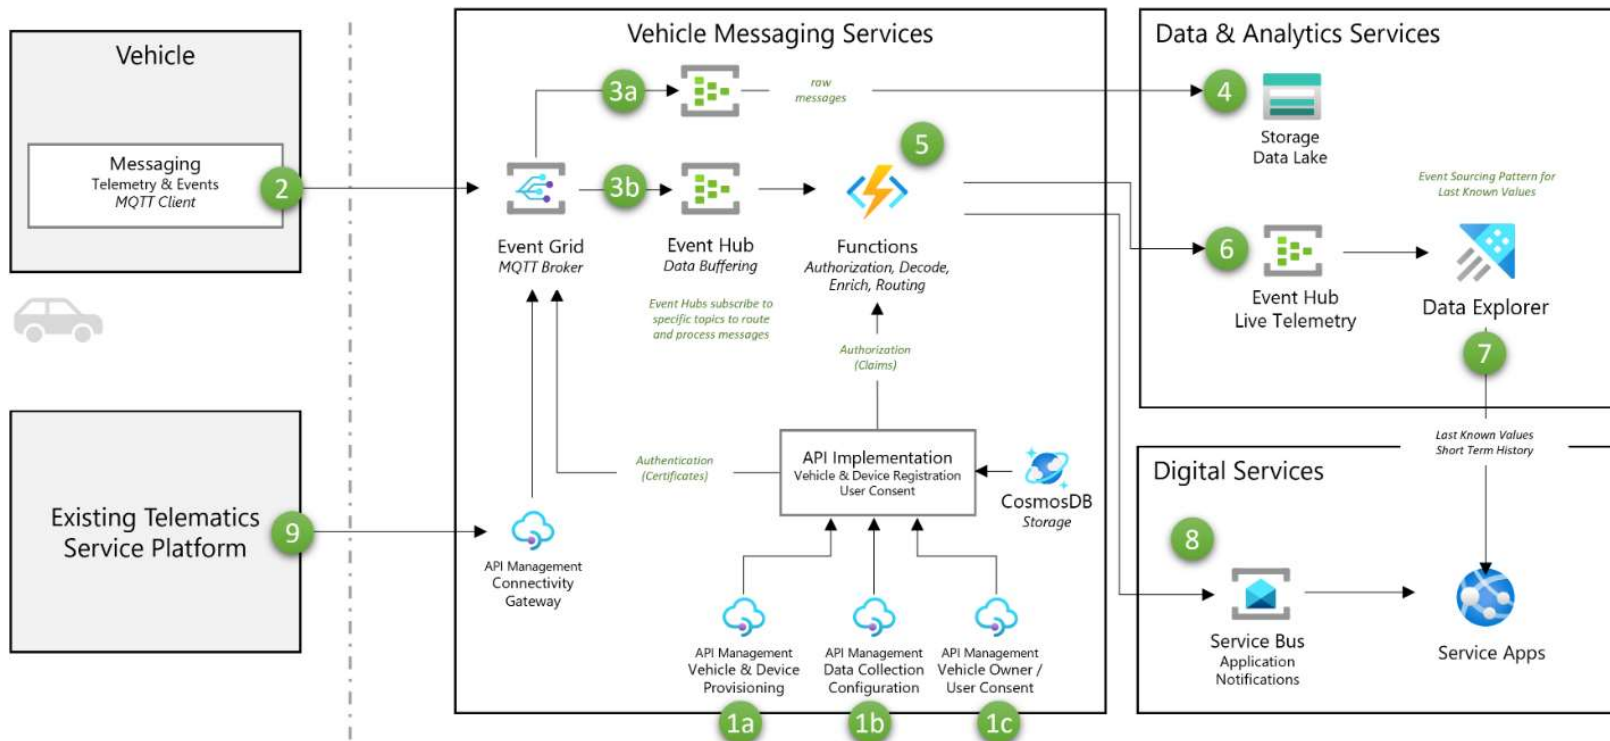 Vehicle
Messaging
Telemetry & Events
MQTT Client
2
Existing Telematics
Service Platform
9
Vehicle Messaging Services
3a
raw
messages
3b
5
Event Grid
MQTT Broker
Event Hub
Data Buffering
Functions
Authorization, Decode,
Enrich, Routing
Event Hubs subscribe to
specific topics to route
and process messages
Authorization
(Claims)
Authentication
(Certificates)
API Implementation
Vehicle & Device Registration
User Consent
CosmosDB
Storage
API Management
Connectivity
Gateway
API Management
Vehicle & Device
Provisioning
1a
API Management
Data Collection
Configuration
1b
API Management
Vehicle Owner /
User Consent
1c
Data & Analytics Services
4
Storage
Data Lake
Event Sourcing Pattern for
Last Known Values
6
Event Hub
Live Telemetry
Data Explorer
7
Last Known Values
Short Term History
Digital Services
8
Service Bus
Application
Notifications
Service Apps